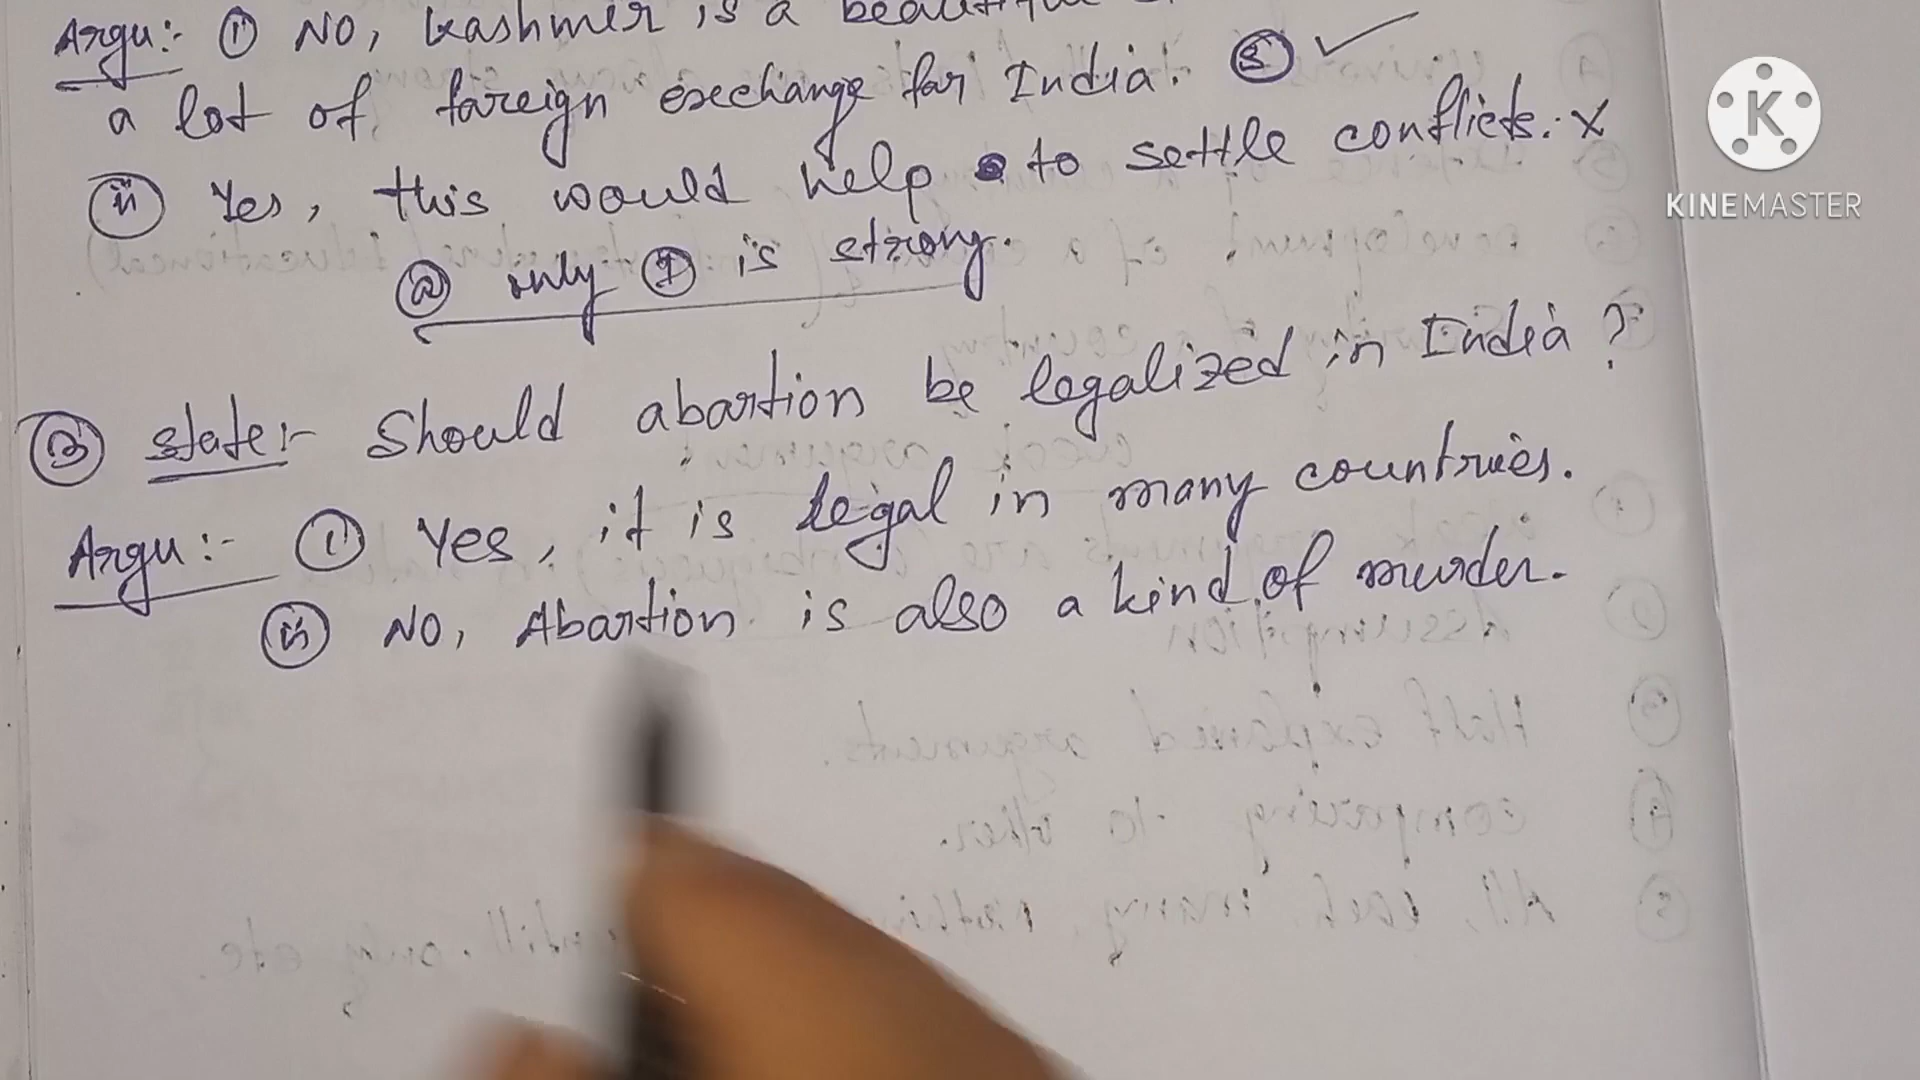 Argu:- (i) NO, Kashmir is a beautiful
a lot of foreign exchange for India. (S) ✓
(ii) Yes, this would help to settle conflicts. ×
(a) only (I) is strong.
(3) state:- Should abartion be legalized in India?
Argu:- (i) Yes, it is legal in many countries.
(ii) NO, Abartion is also a kind of murder.
K
KINEMASTER